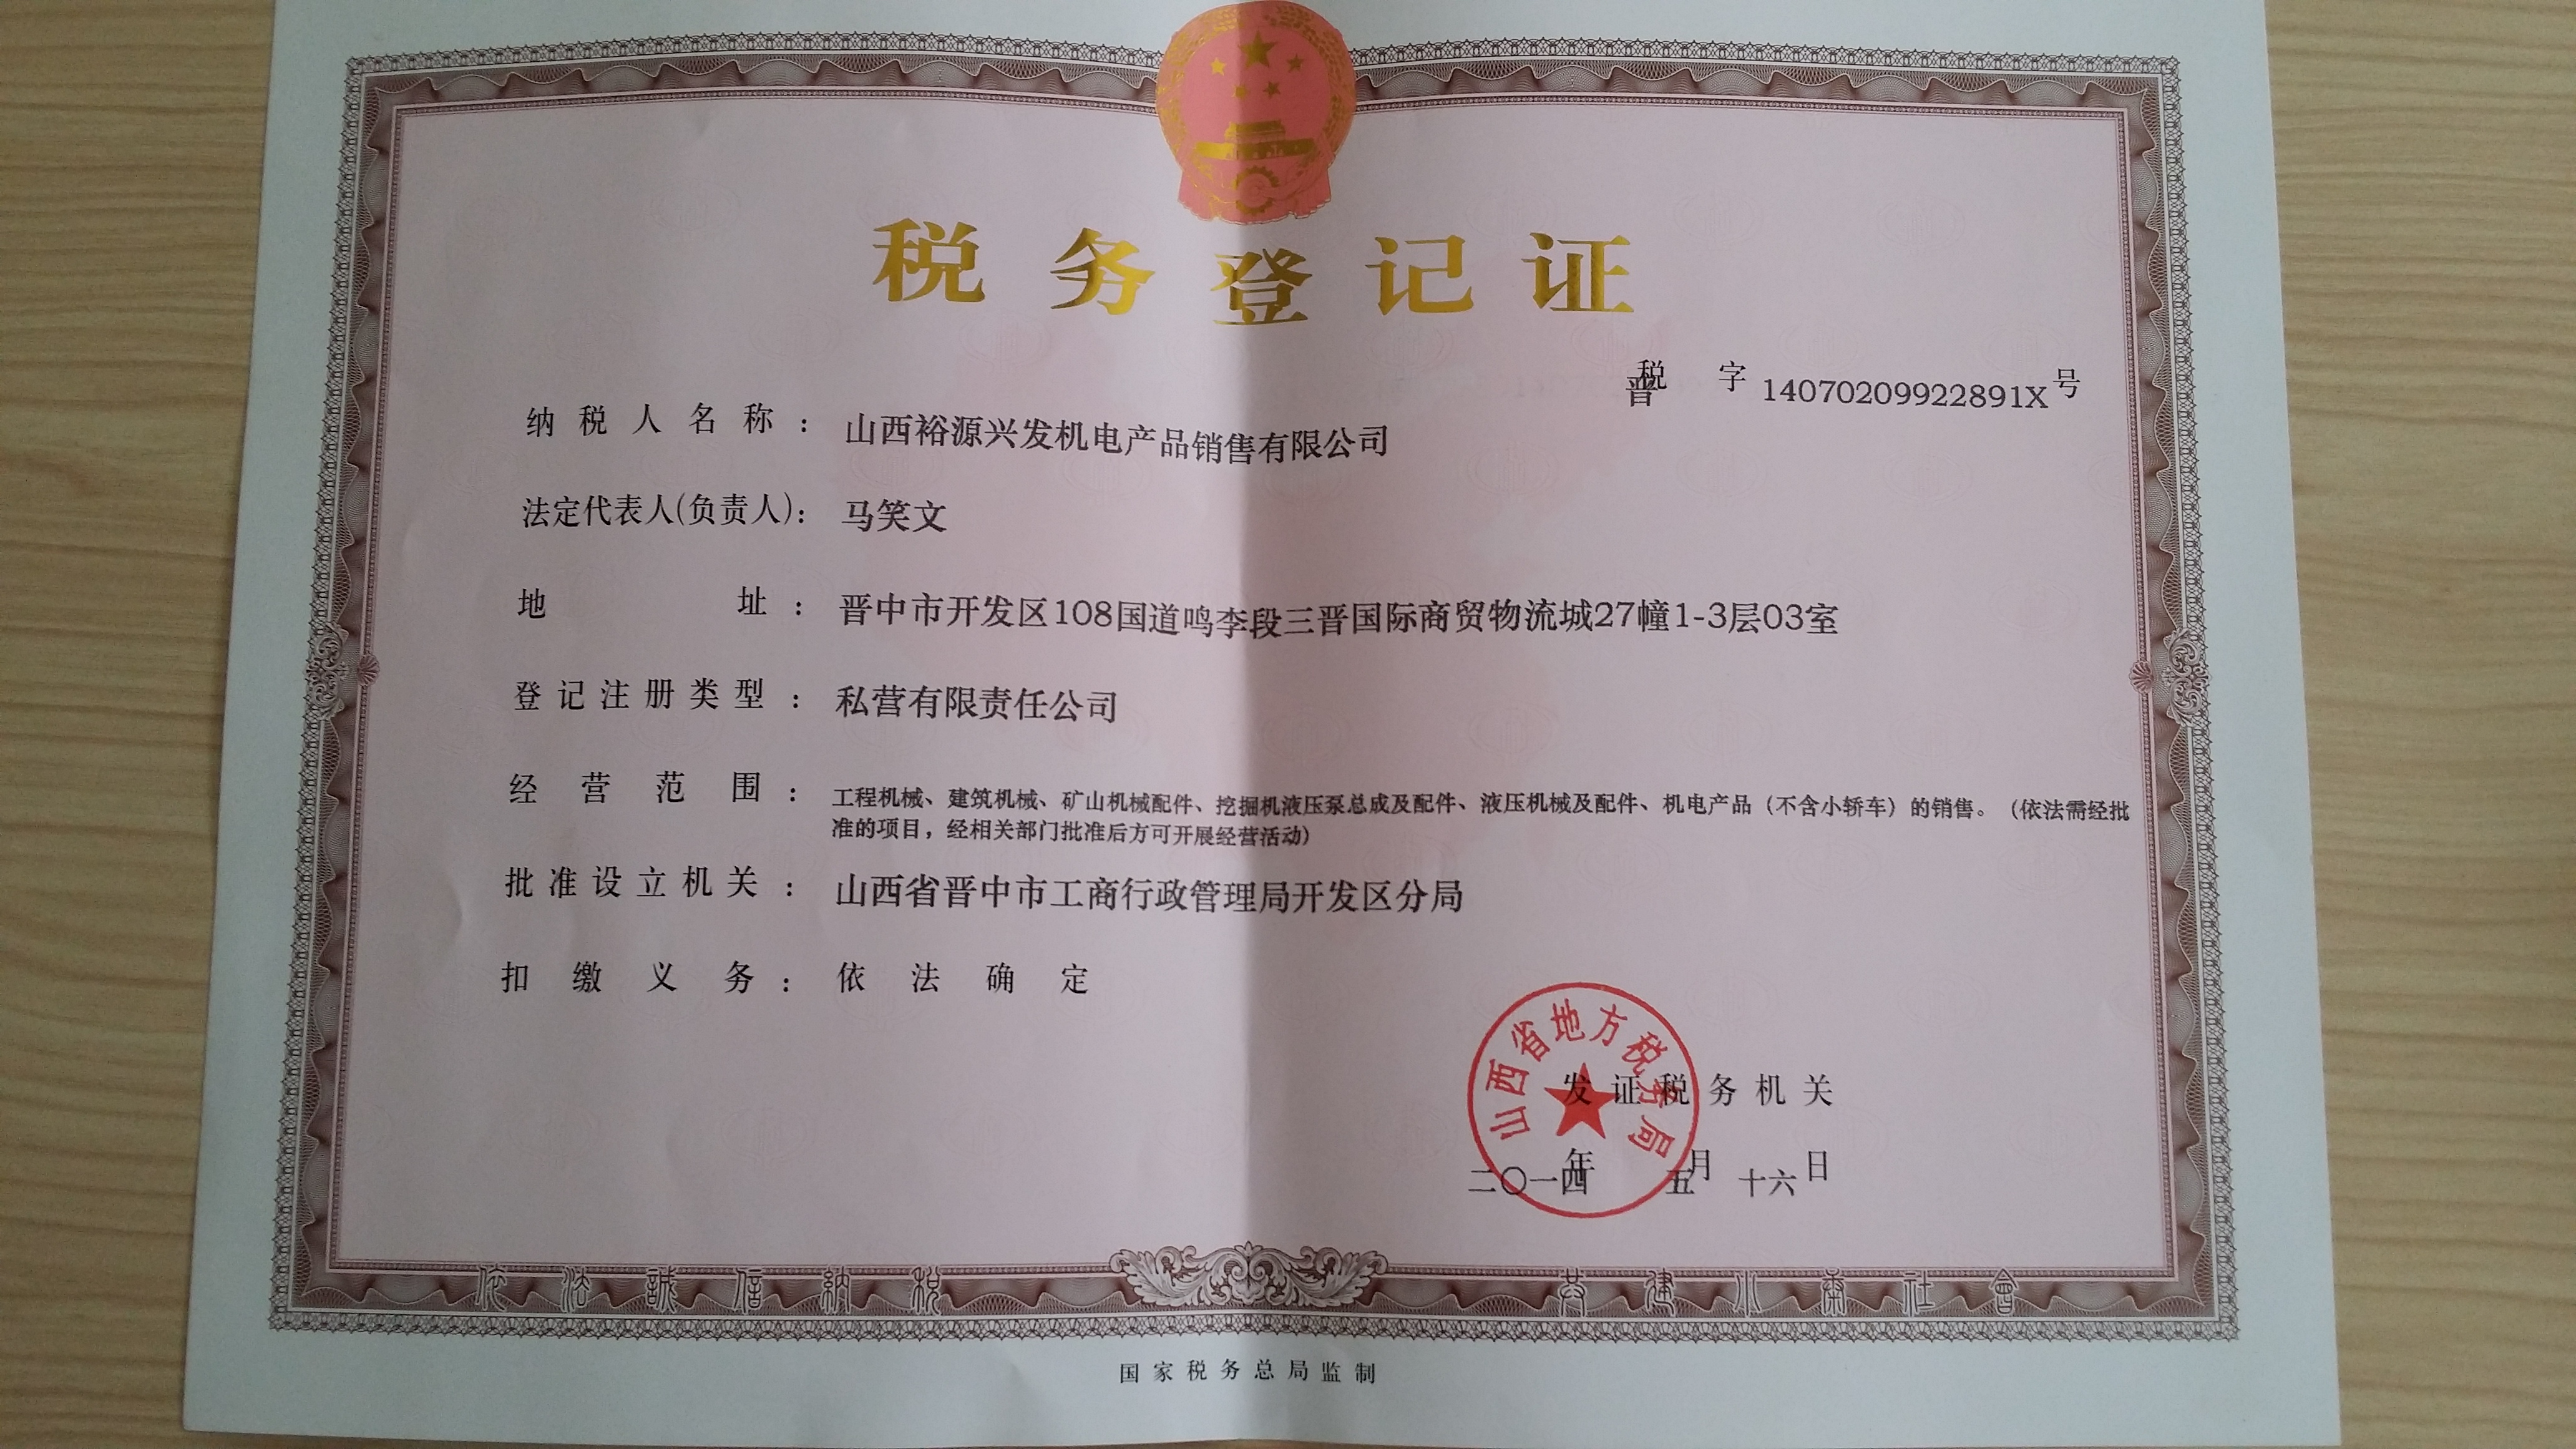 税务登记证
晋税 字 14070209922891X号
纳税人名称：山西裕源兴发机电产品销售有限公司
法定代表人(负责人)：马笑文
地址：晋中市开发区108国道鸣李段三晋国际商贸物流城27幢1-3层03室
登记注册类型：私营有限责任公司
经营范围：工程机械、建筑机械、矿山机械配件、挖掘机液压泵总成及配件、液压机械及配件、机电产品（不含小轿车）的销售。（依法需经批
准的项目，经相关部门批准后方可开展经营活动）
批准设立机关：山西省晋中市工商行政管理局开发区分局
扣缴义务：依法确定
山西省地方税务局
发证税务机关
二〇一四年 五月 十六日
依法誠信納税
共建小康社會
国家税务总局监制